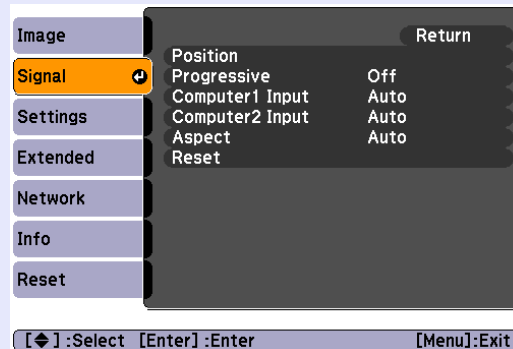 Image
Signal
Settings
Extended
Network
Info
Reset
Return
Position
Progressive Off
Computer1 Input Auto
Computer2 Input Auto
Aspect Auto
Reset
[◆] :Select [Enter] :Enter [Menu]:Exit